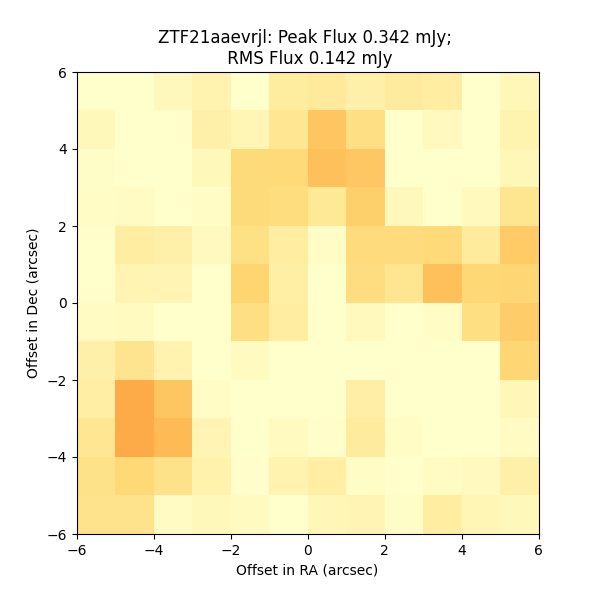 ZTF21aaevrjl: Peak Flux 0.342 mJy;
RMS Flux 0.142 mJy
6
4
2
0
−2
−4
−6
Offset in Dec (arcsec)
−6 −4 −2 0 2 4 6
Offset in RA (arcsec)